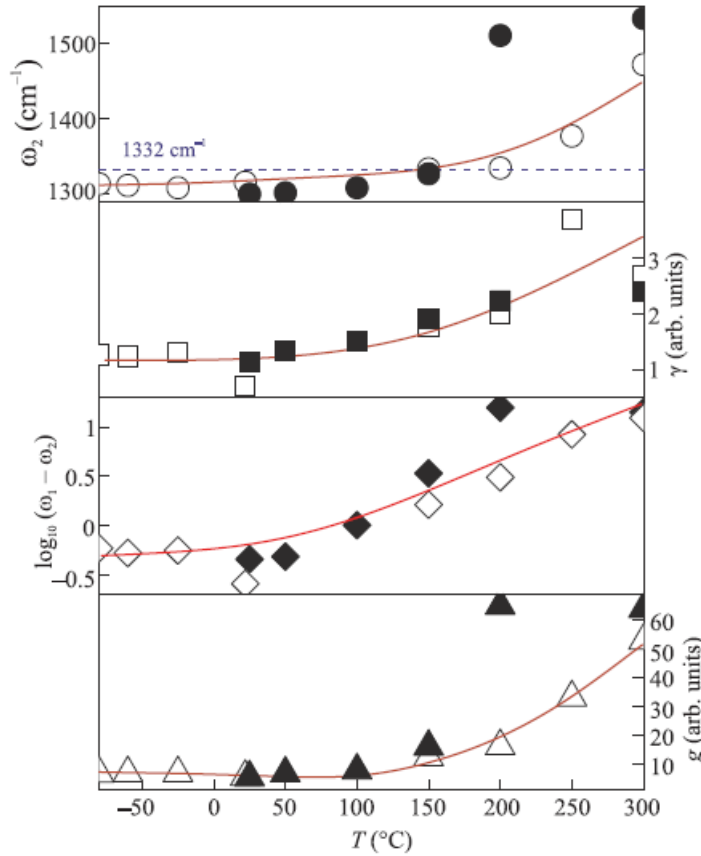 ω₂ (cm⁻¹)
1500
1400
1300
1332 cm⁻¹
γ (arb. units)
3
2
1
log₁₀ (ω₁ – ω₂)
1
0.5
0
–0.5
g (arb. units)
60
50
40
30
20
10
–50 0 50 100 150 200 250 300
T (°C)